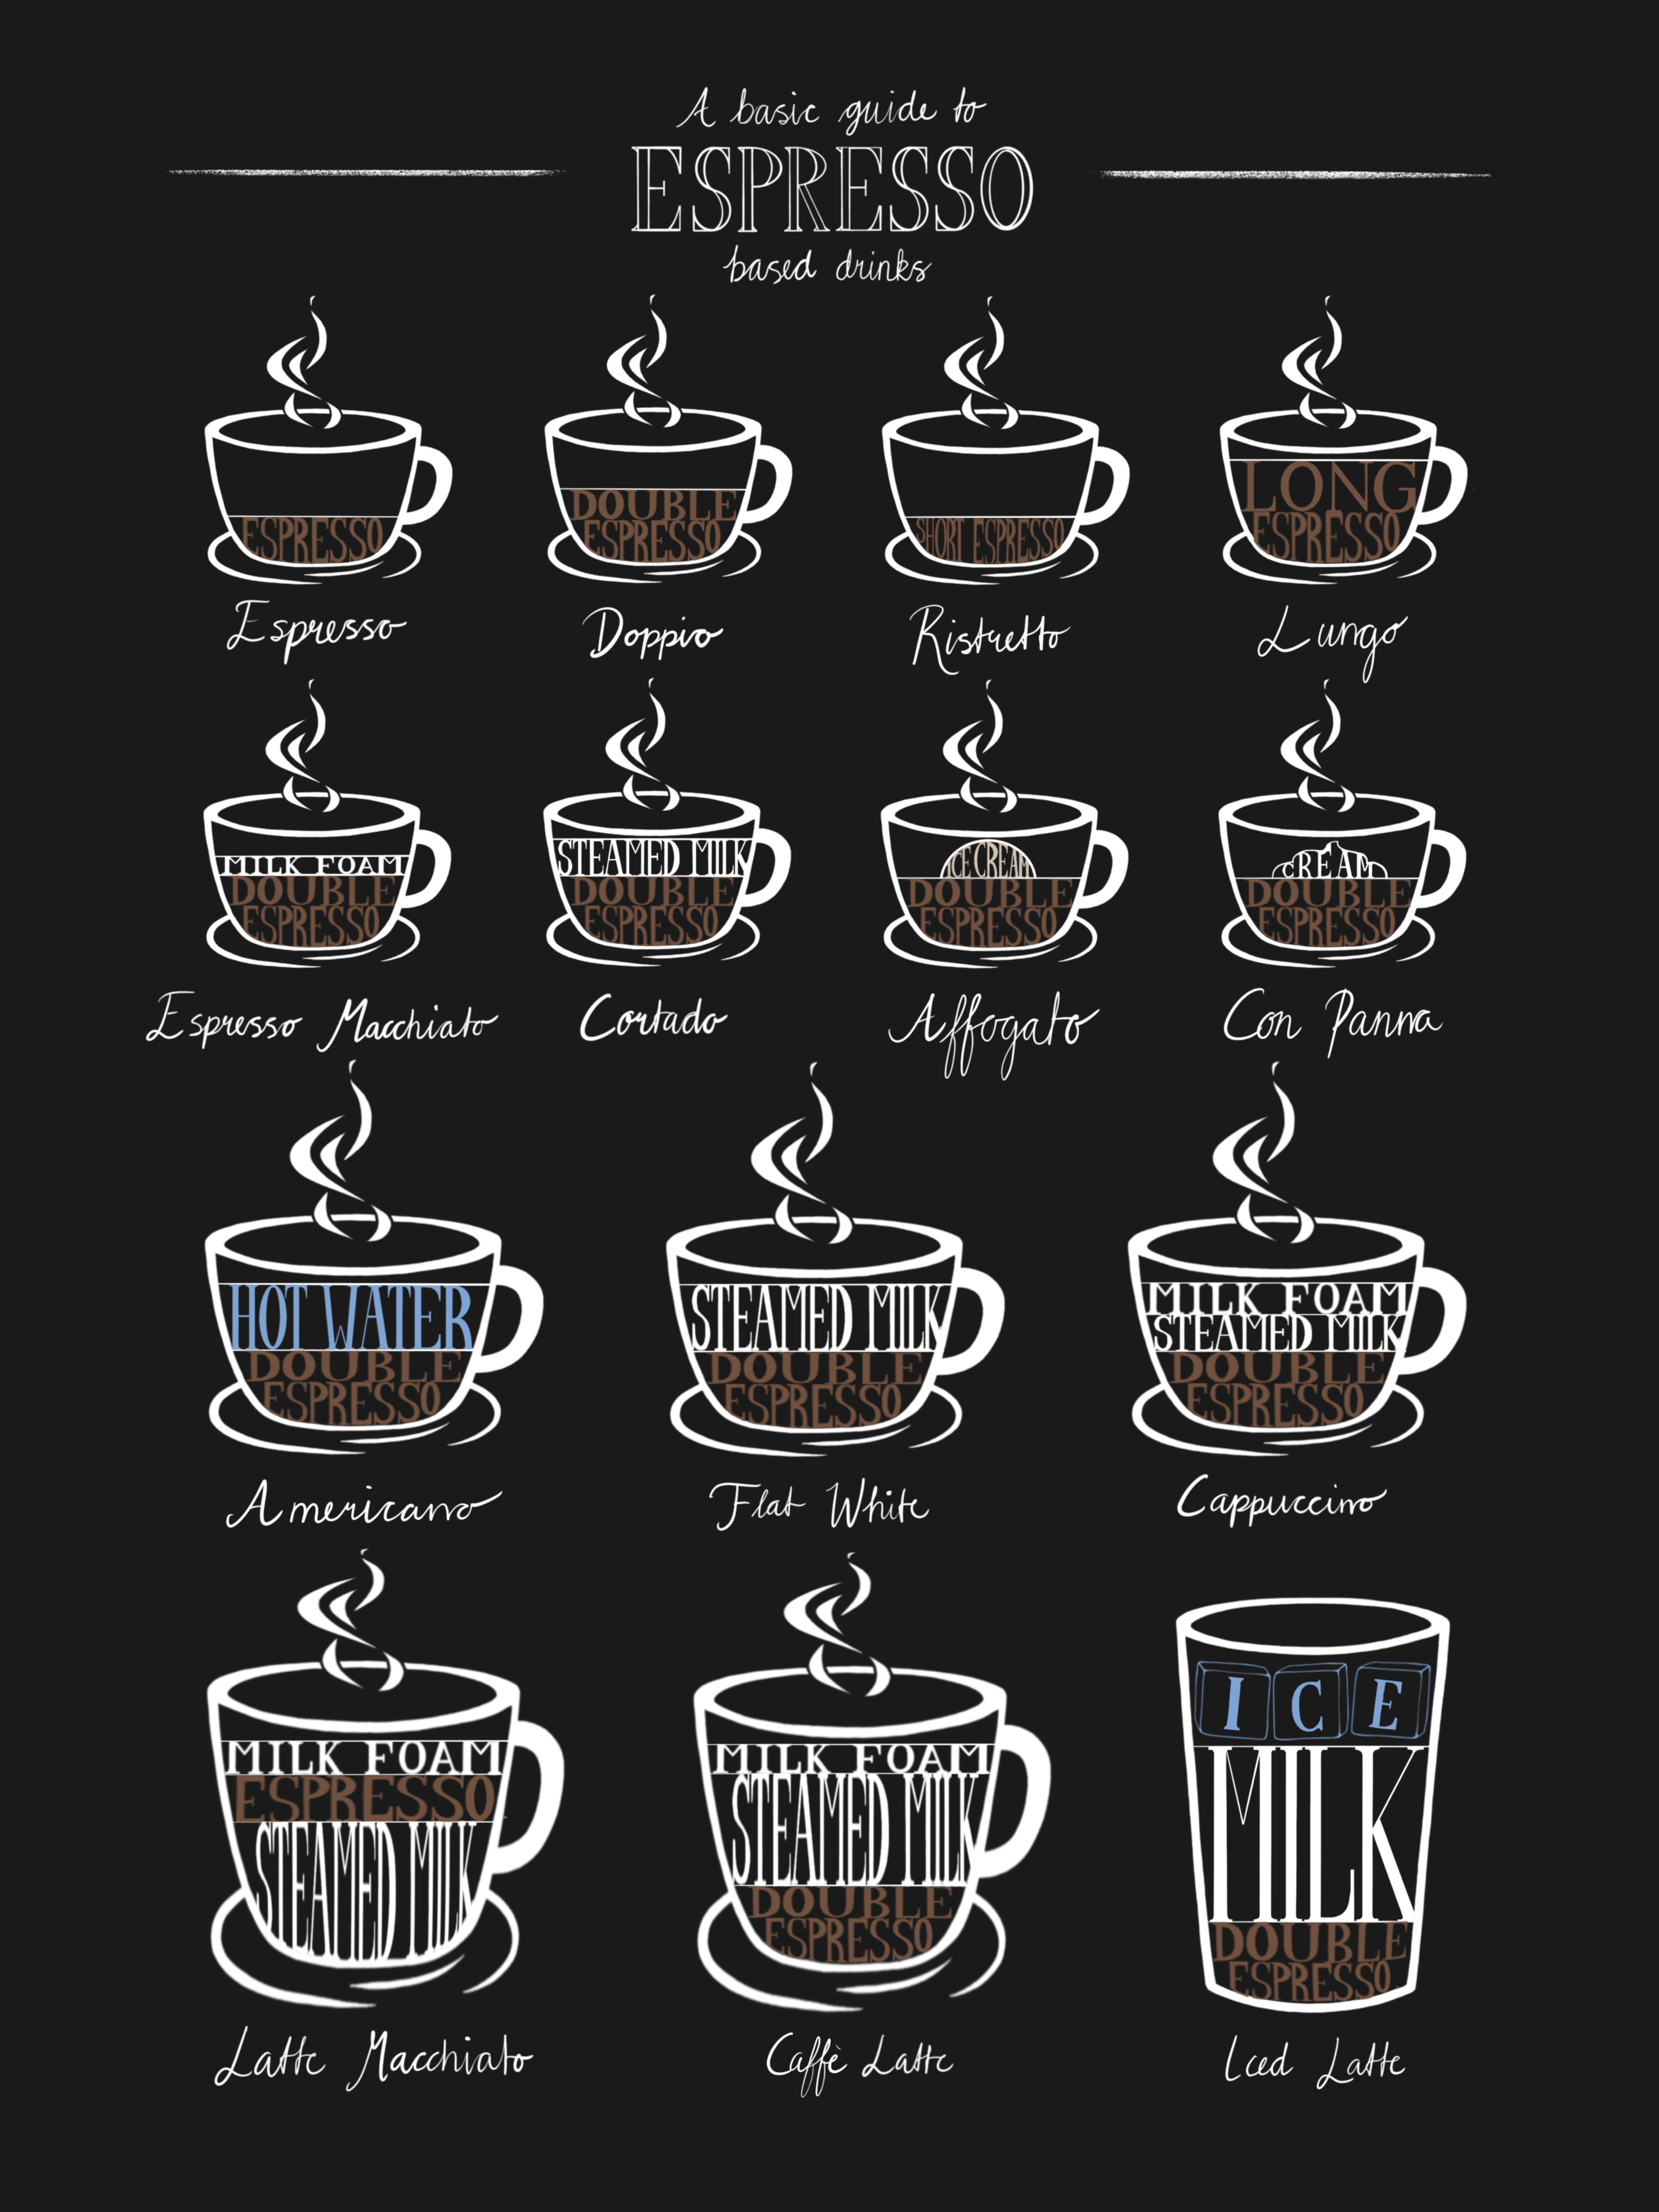 A basic guide to
ESPRESSO
based drinks
ESPRESSO
Espresso
DOUBLE
ESPRESSO
Doppio
SHORT ESPRESSO
Ristretto
LONG
ESPRESSO
Lungo
MILK FOAM
DOUBLE
ESPRESSO
Espresso Macchiato
STEAMED MILK
DOUBLE
ESPRESSO
Cortado
ICE CREAM
DOUBLE
ESPRESSO
Affogato
CREAM
DOUBLE
ESPRESSO
Con Panna
HOT WATER
DOUBLE
ESPRESSO
Americano
STEAMED MILK
DOUBLE
ESPRESSO
Flat White
MILK FOAM
STEAMED MILK
DOUBLE
ESPRESSO
Cappuccino
MILK FOAM
ESPRESSO
STEAMED MILK
Latte Macchiato
MILK FOAM
STEAMED MILK
DOUBLE
ESPRESSO
Caffè Latte
ICE
MILK
DOUBLE
ESPRESSO
Iced Latte